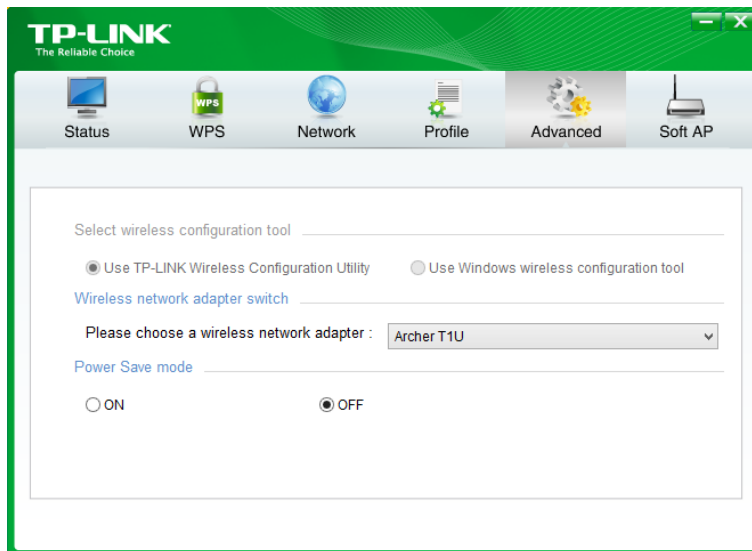 TP-LINK
The Reliable Choice
WPS
Status WPS Network Profile Advanced Soft AP
Select wireless configuration tool
Use TP-LINK Wireless Configuration Utility Use Windows wireless configuration tool
Wireless network adapter switch
Please choose a wireless network adapter : Archer T1U
Power Save mode
ON OFF